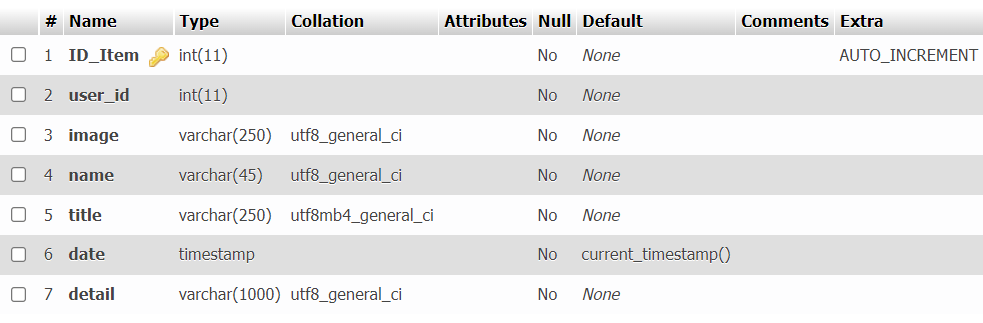 # Name Type Collation Attributes Null Default Comments Extra
1 ID_Item int(11) No None AUTO_INCREMENT
2 user_id int(11) No None
3 image varchar(250) utf8_general_ci No None
4 name varchar(45) utf8_general_ci No None
5 title varchar(250) utf8mb4_general_ci No None
6 date timestamp No current_timestamp()
7 detail varchar(1000) utf8_general_ci No None